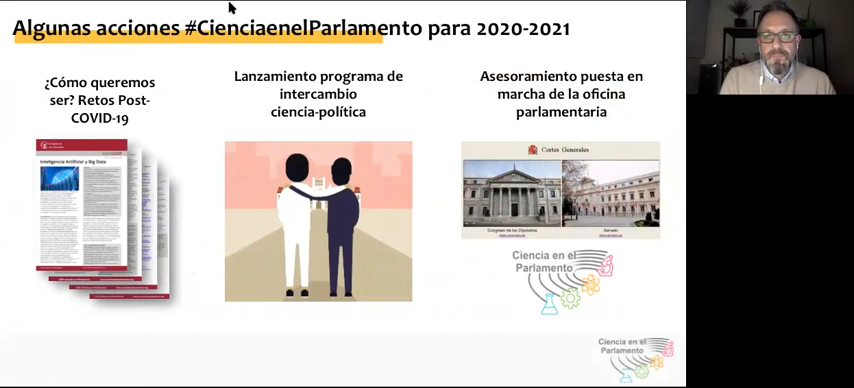 Algunas acciones #CienciaenelParlamento para 2020-2021
¿Cómo queremos
ser? Retos Post-
COVID-19
Lanzamiento programa de
intercambio
ciencia-política
Asesoramiento puesta en
marcha de la oficina
parlamentaria
Inteligencia Artificial y Big Data
Cortes Generales
Congreso de los Diputados
Senado
Ciencia en el
Parlamento
Ciencia en el
Parlamento